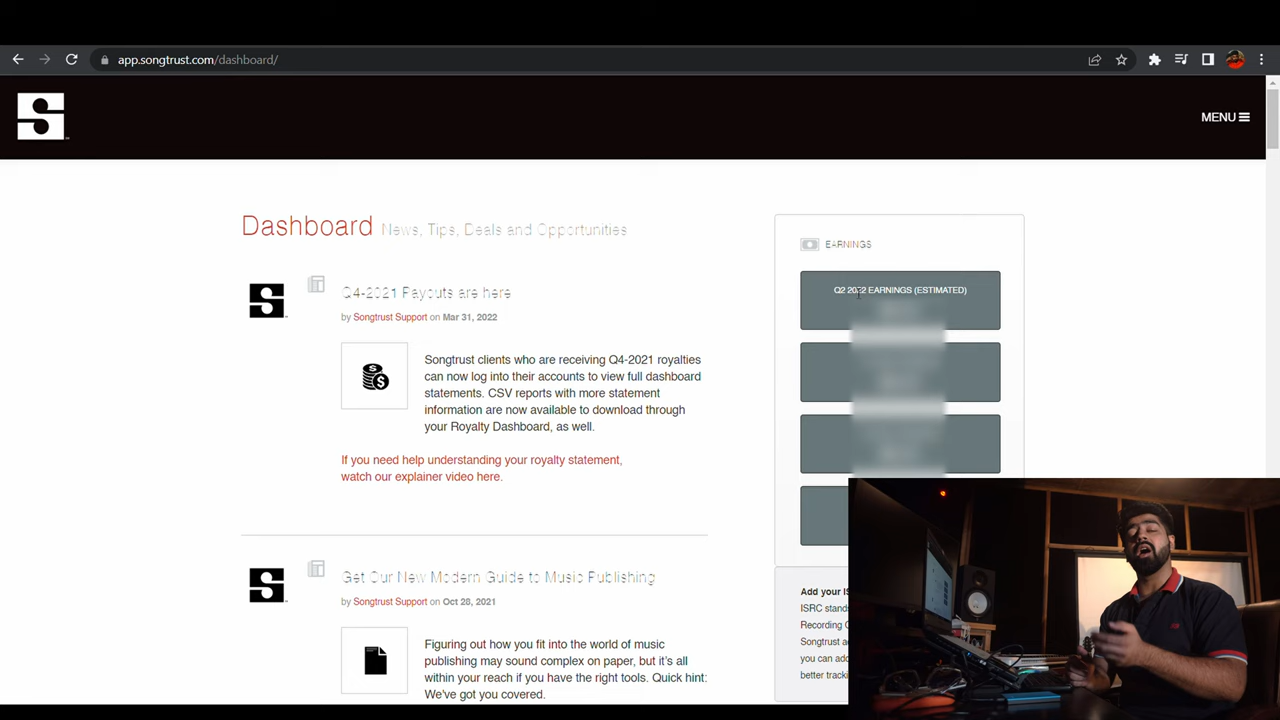 app.songtrust.com/dashboard/
S
MENU
Dashboard News, Tips, Deals and Opportunities
Q4-2021 Payouts are here
by Songtrust Support on Mar 31, 2022
Songtrust clients who are receiving Q4-2021 royalties
can now log into their accounts to view full dashboard
statements. CSV reports with more statement
information are now available to download through
your Royalty Dashboard, as well.
If you need help understanding your royalty statement,
watch our explainer video here.
Get Our New Modern Guide to Music Publishing
by Songtrust Support on Oct 28, 2021
Figuring out how you fit into the world of music
publishing may sound complex on paper, but it's all
within your reach if you have the right tools. Quick hint:
We've got you covered.
EARNINGS
Q2 2022 EARNINGS (ESTIMATED)
Add your
ISRC stand
Recording
Songtrust
you can
better